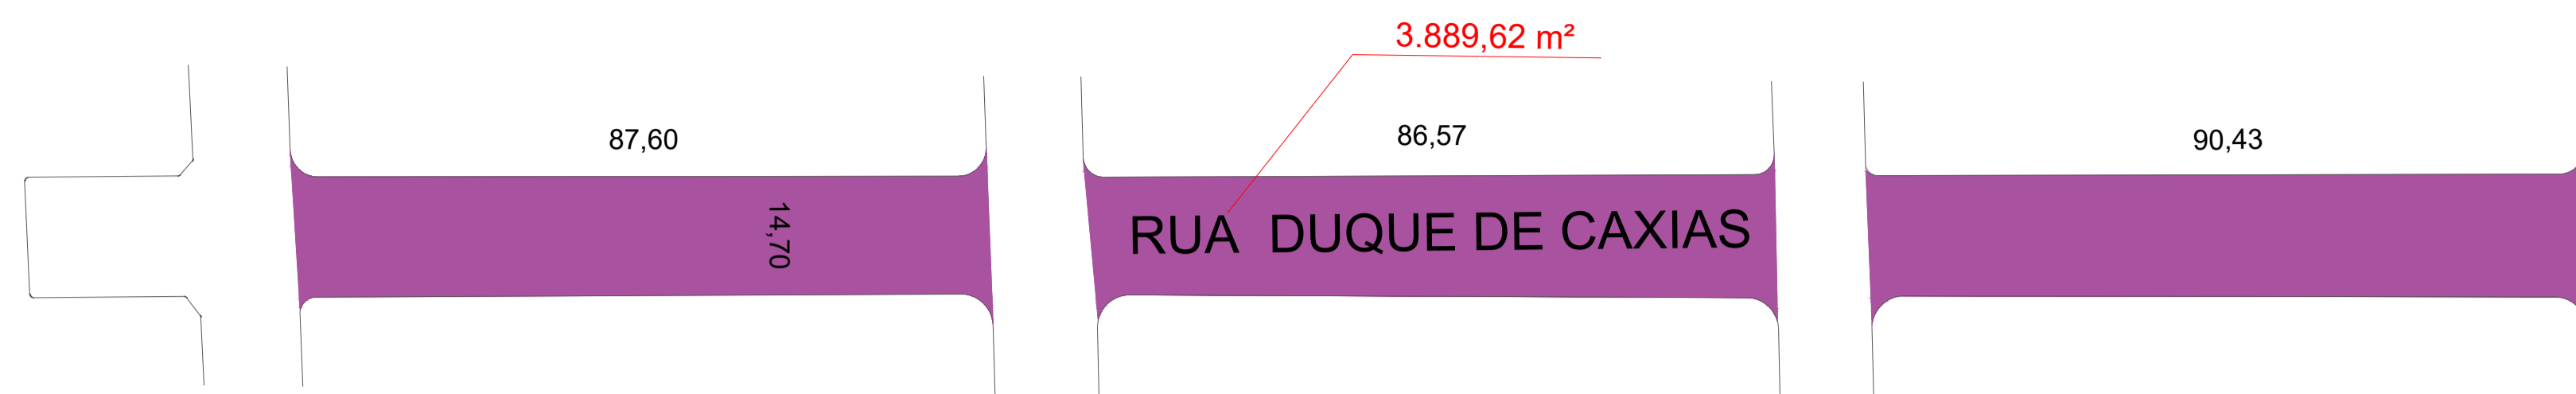 3.889,62 m²
87,60
86,57
90,43
14,70
RUA DUQUE DE CAXIAS